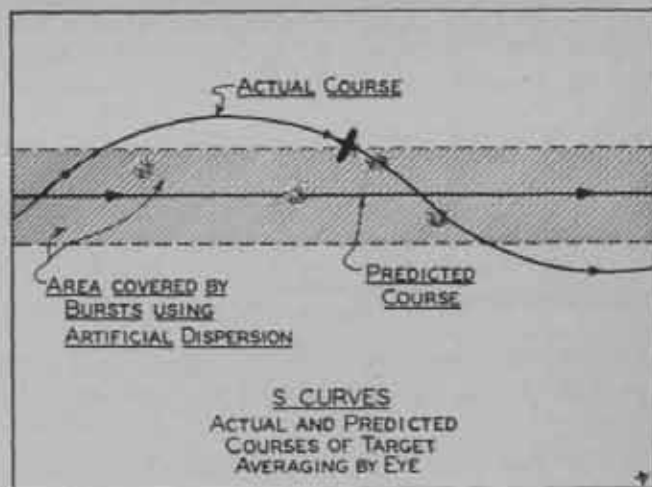 ACTUAL COURSE
PREDICTED
COURSE
AREA COVERED BY
BURSTS USING
ARTIFICIAL DISPERSION
S CURVES
ACTUAL AND PREDICTED
COURSES OF TARGET
AVERAGING BY EYE